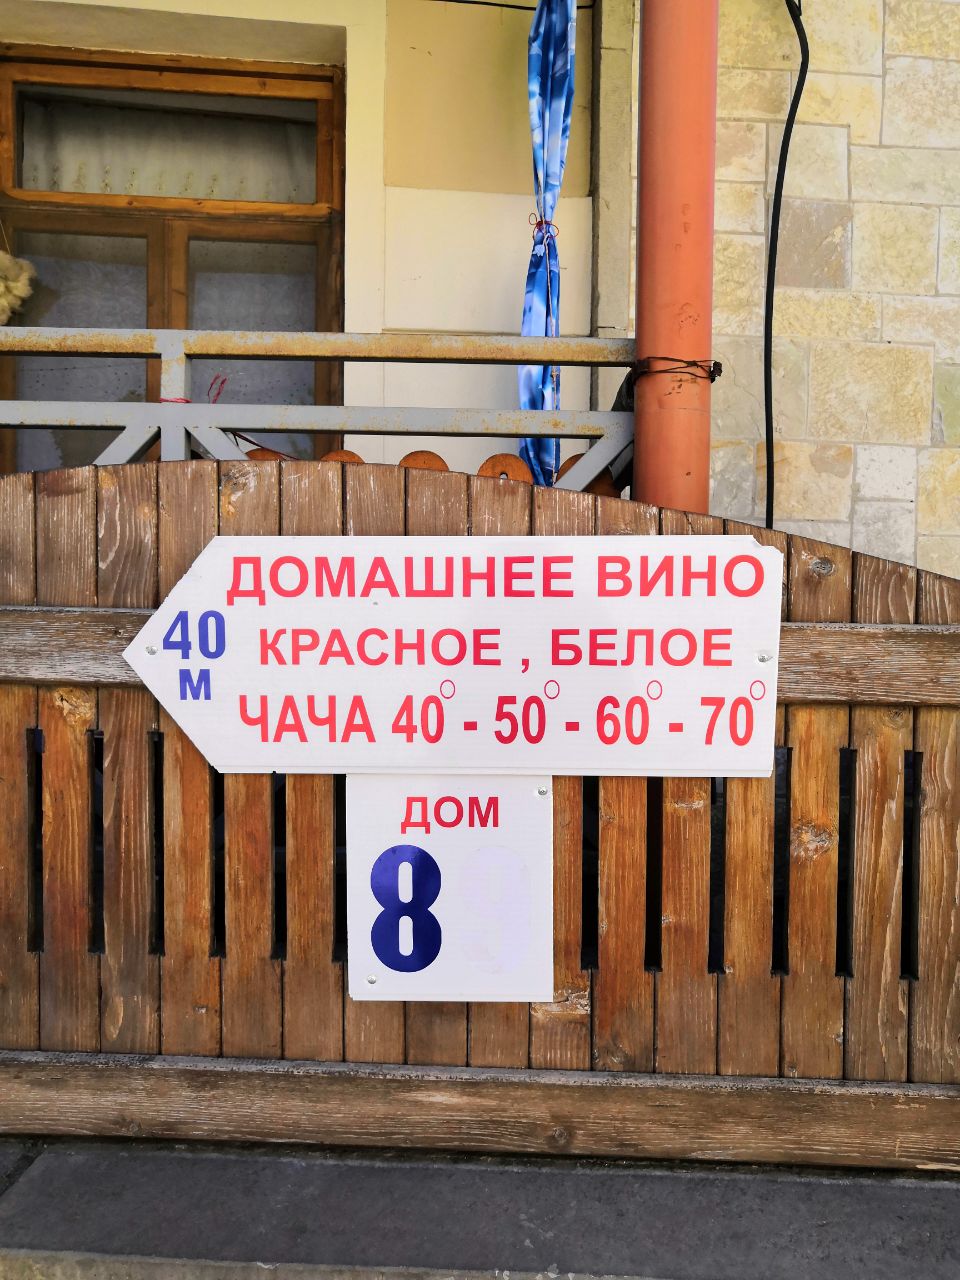 ДОМАШНЕЕ ВИНО
40 М
КРАСНОЕ , БЕЛОЕ
ЧАЧА 40° - 50° - 60° - 70°
ДОМ
8